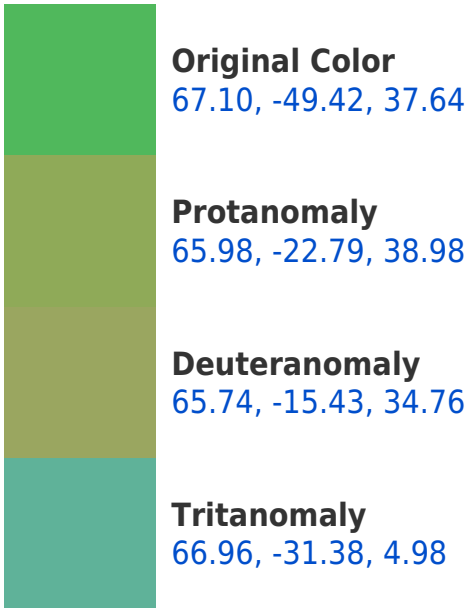 Original Color
67.10, -49.42, 37.64
Protanomaly
65.98, -22.79, 38.98
Deuteranomaly
65.74, -15.43, 34.76
Tritanomaly
66.96, -31.38, 4.98